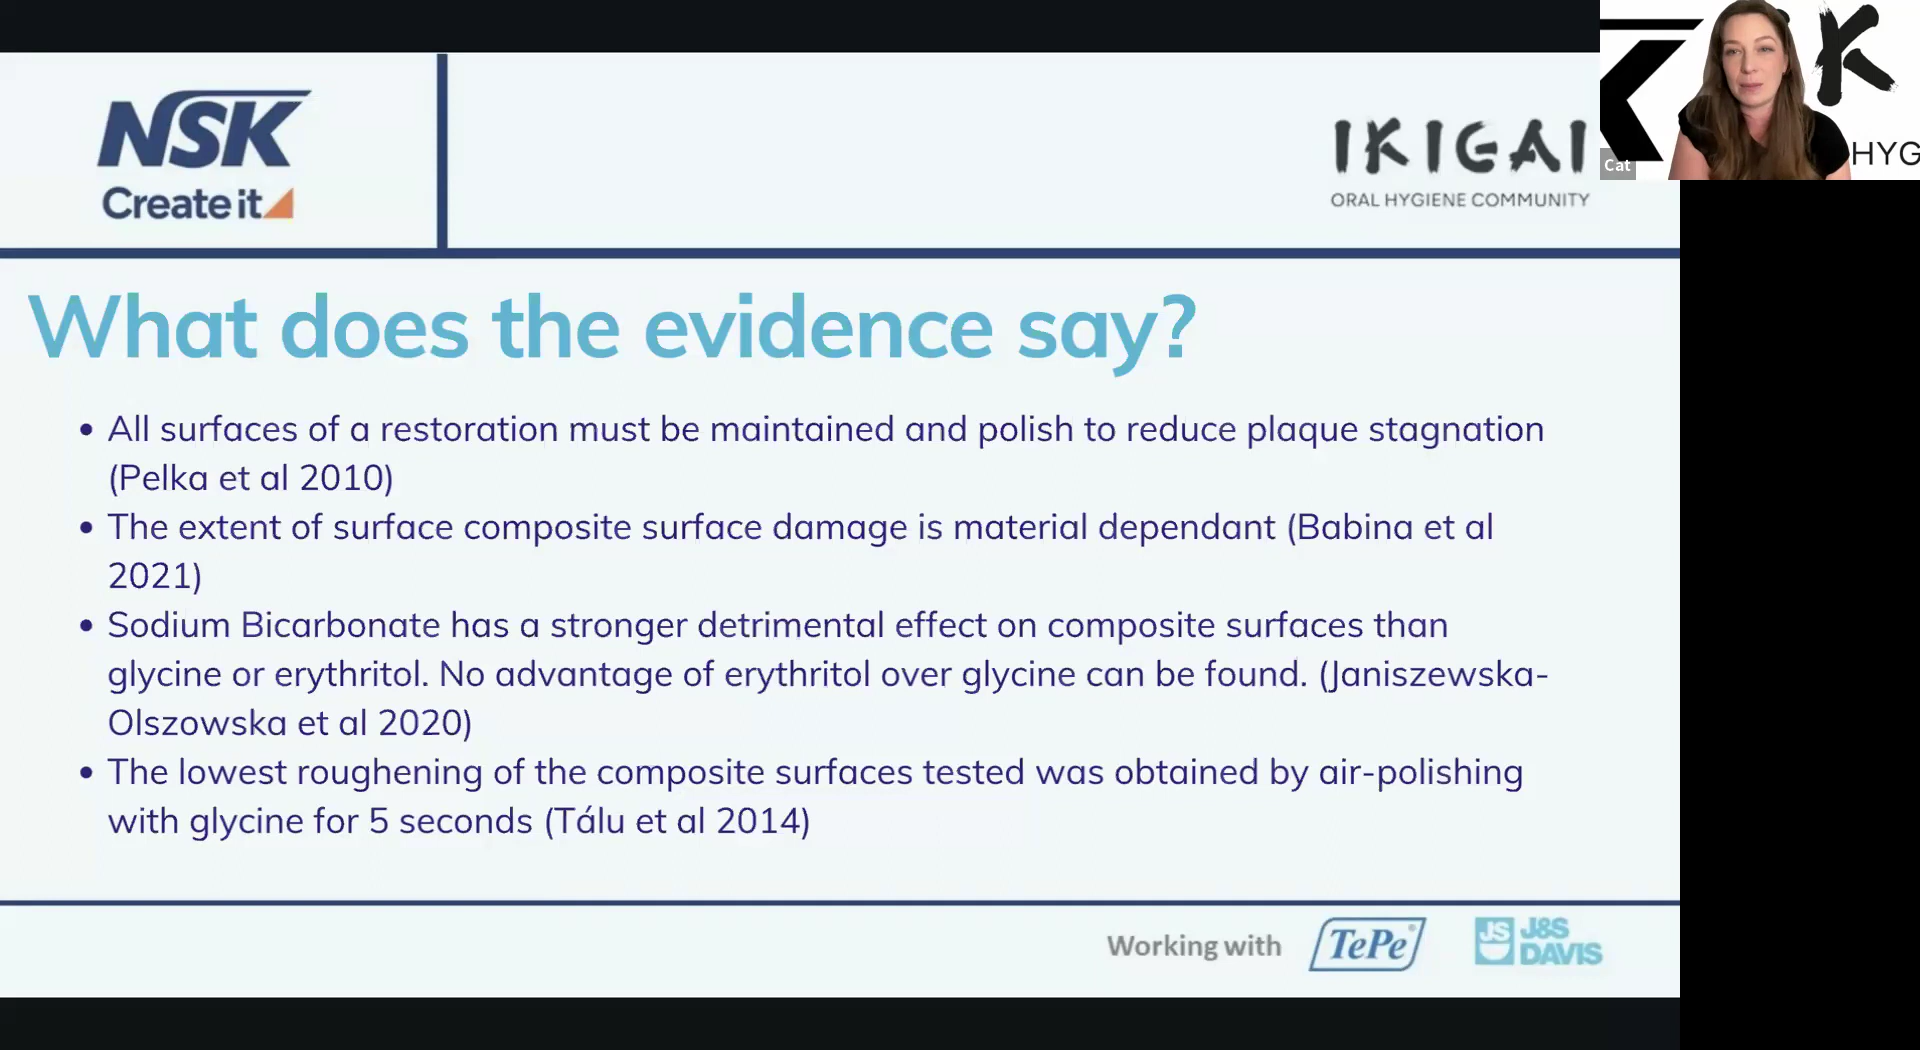 NSK
Create it
IKIGAI
ORAL HYGIENE COMMUNITY
K
HYG
Cat
What does the evidence say?
• All surfaces of a restoration must be maintained and polish to reduce plaque stagnation
(Pelka et al 2010)
• The extent of surface composite surface damage is material dependant (Babina et al
2021)
• Sodium Bicarbonate has a stronger detrimental effect on composite surfaces than
glycine or erythritol. No advantage of erythritol over glycine can be found. (Janiszewska-
Olszowska et al 2020)
• The lowest roughening of the composite surfaces tested was obtained by air-polishing
with glycine for 5 seconds (Tálu et al 2014)
Working with
TePe®
JS
J&S
DAVIS